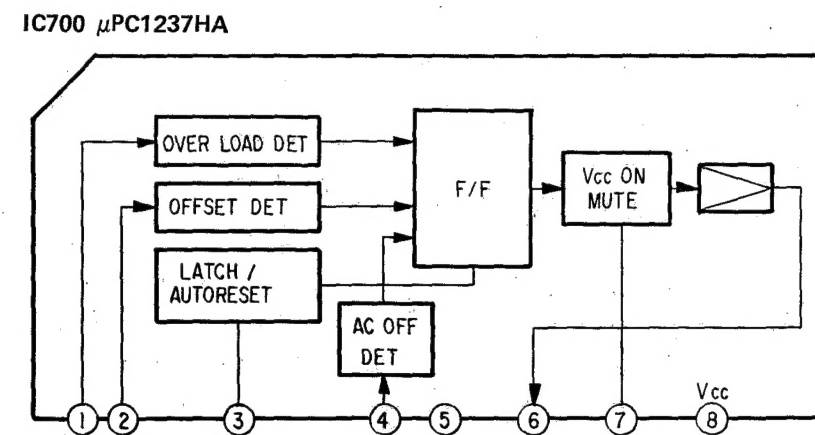 IC700 μPC1237HA
OVER LOAD DET
OFFSET DET
LATCH /
AUTORESET
F/F
AC OFF
DET
Vcc ON
MUTE
Vcc
1 2 3 4 5 6 7 8